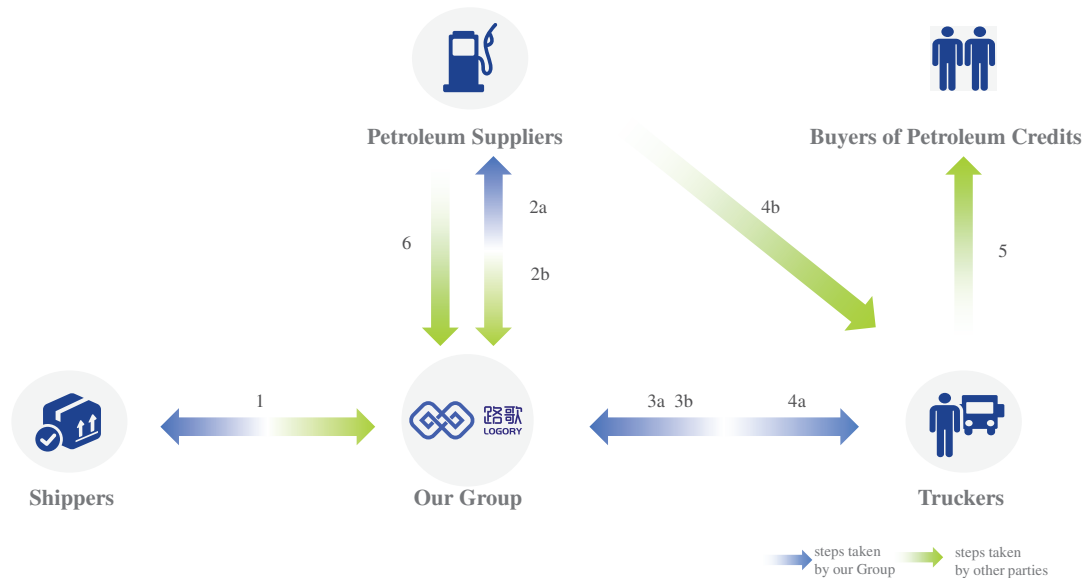 Petroleum Suppliers
Buyers of Petroleum Credits
2a
4b
6
5
2b
1
3a 3b
4a
路歌
LOGORY
Shippers
Our Group
Truckers
steps taken
by our Group
steps taken
by other parties